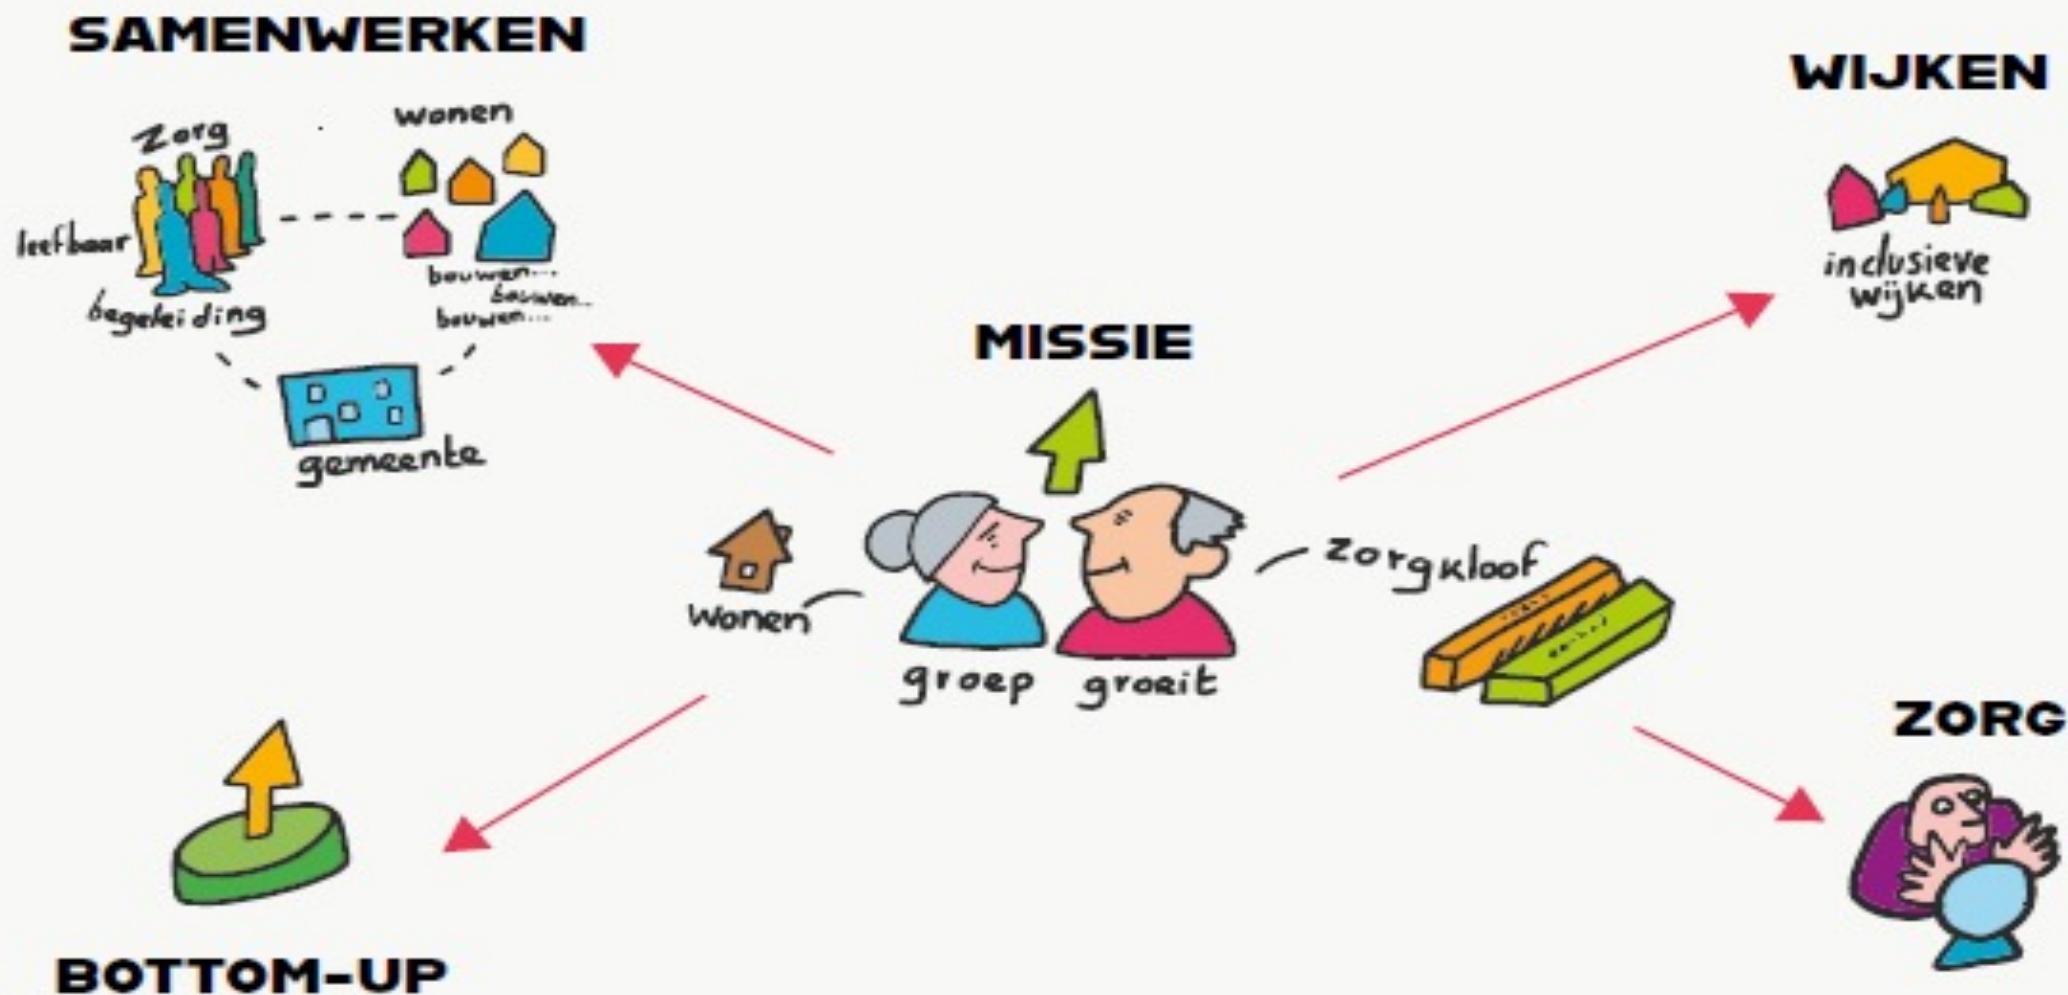 SAMENWERKEN
zorg
wonen
leefbaar
begeleiding
bouwen...
bouwen...
bouwen...
gemeente
WIJKEN
inclusieve
wijken
MISSIE
wonen
zorgkloof
groep groeit
ZORG
BOTTOM-UP